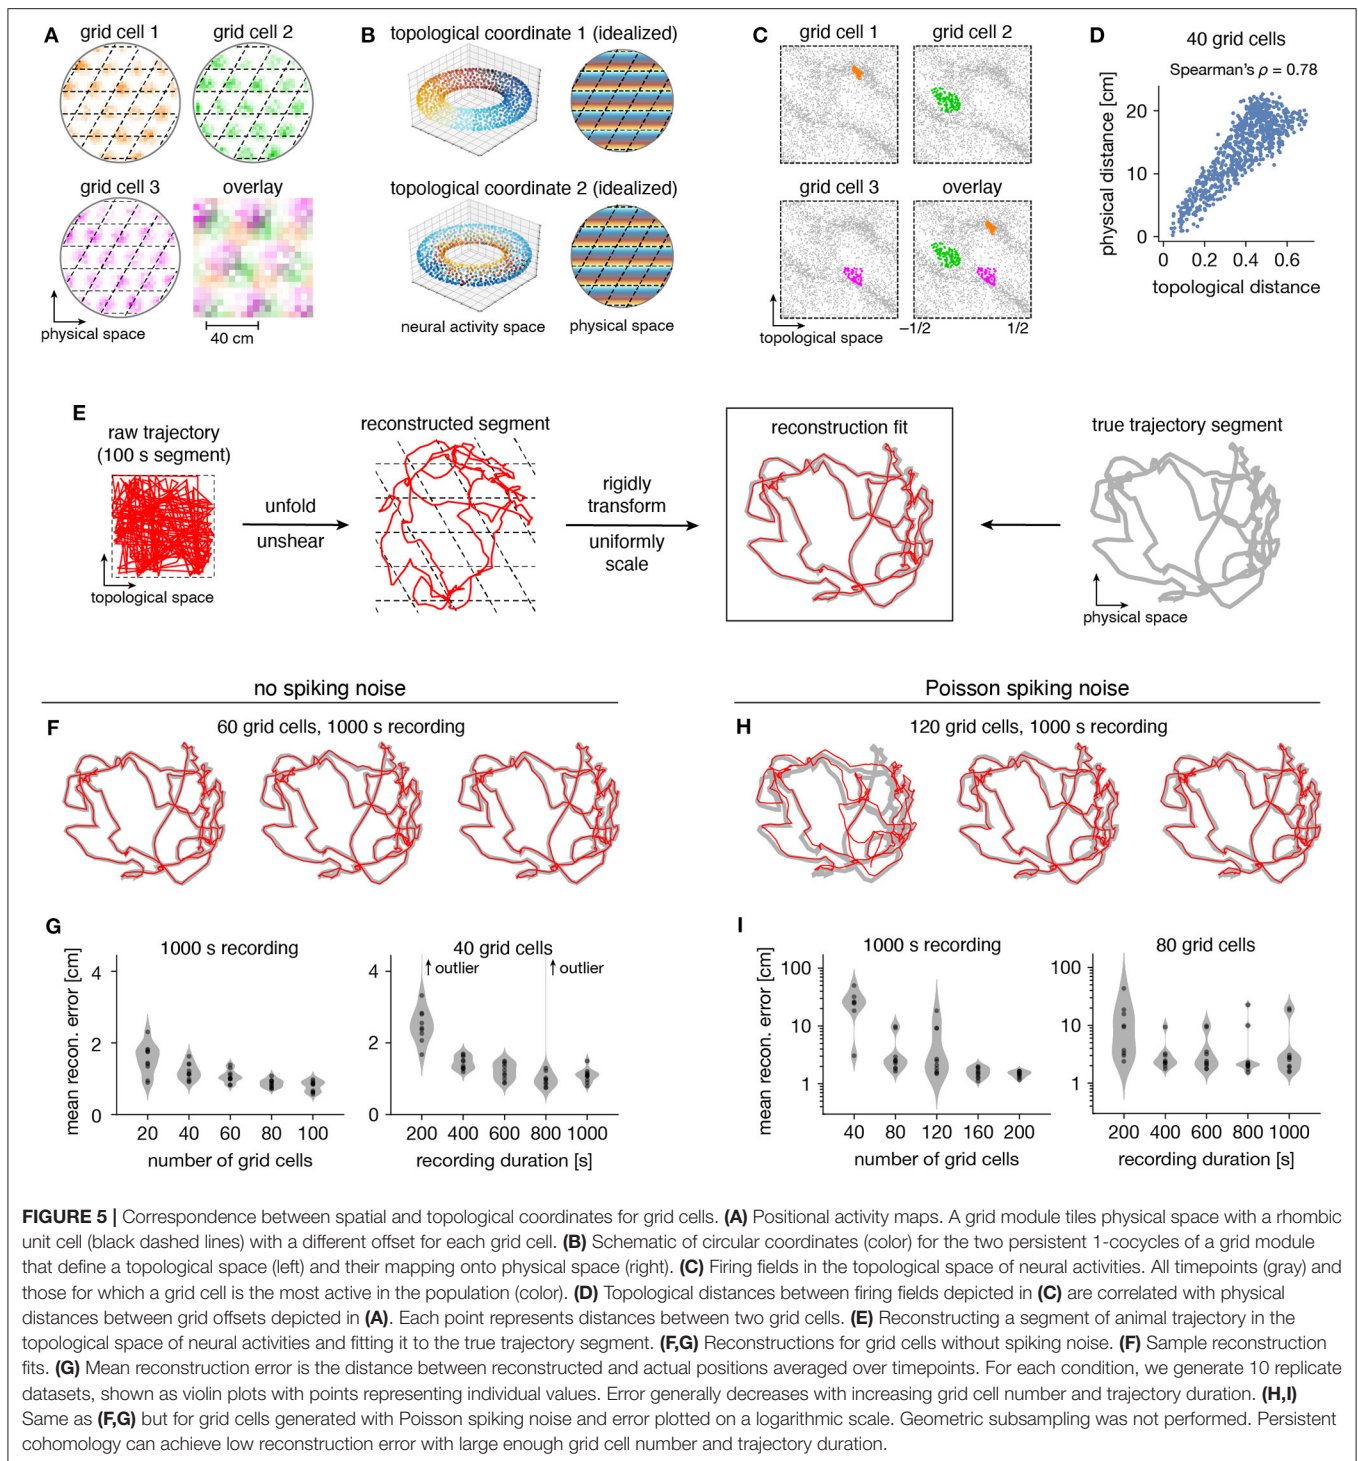 A
grid cell 1
grid cell 2
grid cell 3
overlay
physical space
40 cm
B
topological coordinate 1 (idealized)
topological coordinate 2 (idealized)
neural activity space
physical space
C
grid cell 1
grid cell 2
grid cell 3
overlay
topological space
−1/2
1/2
D
40 grid cells
Spearman's ρ = 0.78
physical distance [cm]
20
10
0
0
0.2
0.4
0.6
topological distance
E
raw trajectory
(100 s segment)
topological space
unfold
unshear
reconstructed segment
rigidly
transform
uniformly
scale
reconstruction fit
true trajectory segment
physical space
no spiking noise
Poisson spiking noise
F
60 grid cells, 1000 s recording
H
120 grid cells, 1000 s recording
G
1000 s recording
mean recon. error [cm]
4
2
0
20 40 60 80 100
number of grid cells
40 grid cells
outlier
outlier
4
2
0
200 400 600 800 1000
recording duration [s]
I
1000 s recording
mean recon. error [cm]
100
10
1
40 80 120 160 200
number of grid cells
80 grid cells
100
10
1
200 400 600 800 1000
recording duration [s]
FIGURE 5 | Correspondence between spatial and topological coordinates for grid cells. (A) Positional activity maps. A grid module tiles physical space with a rhombic
unit cell (black dashed lines) with a different offset for each grid cell. (B) Schematic of circular coordinates (color) for the two persistent 1-cocycles of a grid module
that define a topological space (left) and their mapping onto physical space (right). (C) Firing fields in the topological space of neural activities. All timepoints (gray) and
those for which a grid cell is the most active in the population (color). (D) Topological distances between firing fields depicted in (C) are correlated with physical
distances between grid offsets depicted in (A). Each point represents distances between two grid cells. (E) Reconstructing a segment of animal trajectory in the
topological space of neural activities and fitting it to the true trajectory segment. (F,G) Reconstructions for grid cells without spiking noise. (F) Sample reconstruction
fits. (G) Mean reconstruction error is the distance between reconstructed and actual positions averaged over timepoints. For each condition, we generate 10 replicate
datasets, shown as violin plots with points representing individual values. Error generally decreases with increasing grid cell number and trajectory duration. (H,I)
Same as (F,G) but for grid cells generated with Poisson spiking noise and error plotted on a logarithmic scale. Geometric subsampling was not performed. Persistent
cohomology can achieve low reconstruction error with large enough grid cell number and trajectory duration.